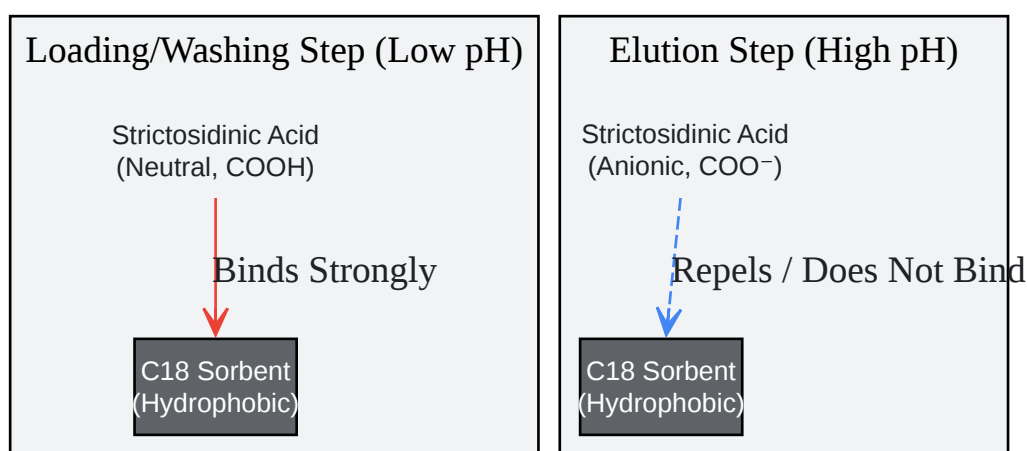 Loading/Washing Step (Low pH)
Strictosidinic Acid
(Neutral, COOH)
Binds Strongly
C18 Sorbent
(Hydrophobic)
Elution Step (High pH)
Strictosidinic Acid
(Anionic, COO⁻)
Repels / Does Not Bind
C18 Sorbent
(Hydrophobic)